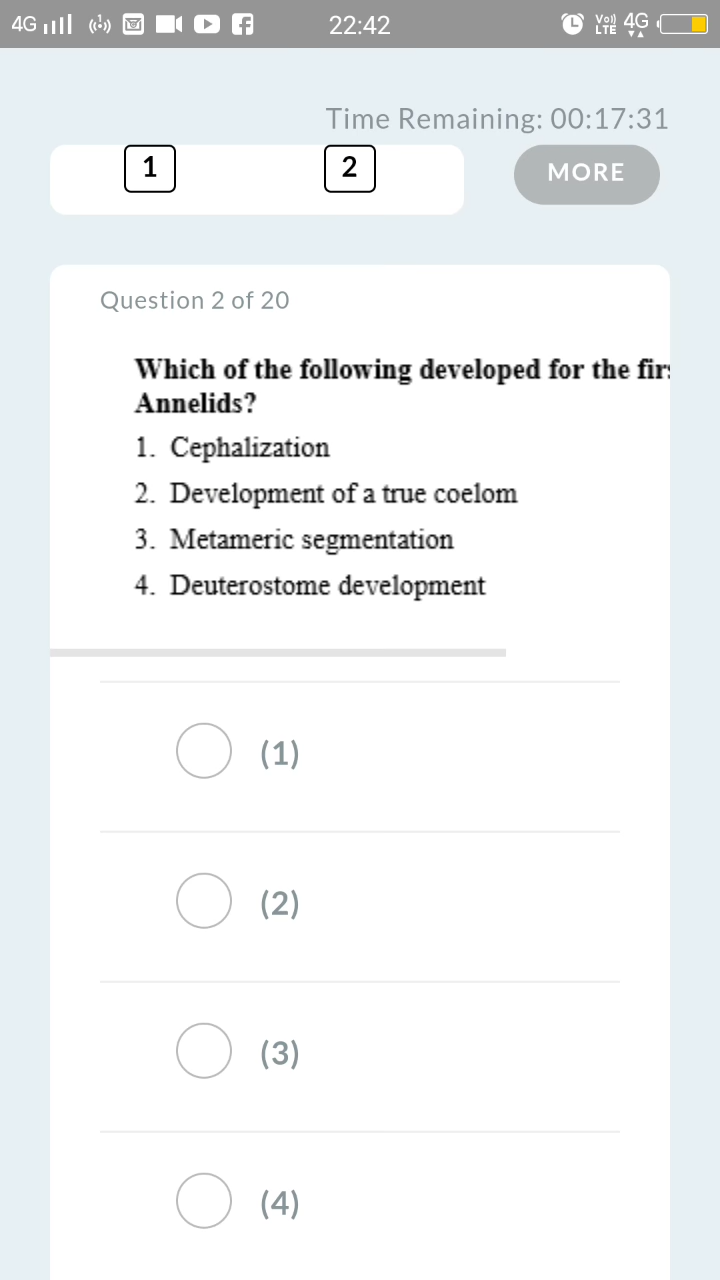 4G 22:42 Vo)) LTE 4G
Time Remaining: 00:17:31
1 2 MORE
Question 2 of 20
Which of the following developed for the
Annelids?
1. Cephalization
2. Development of a true coelom
3. Metameric segmentation
4. Deuterostome development
(1)
(2)
(3)
(4)